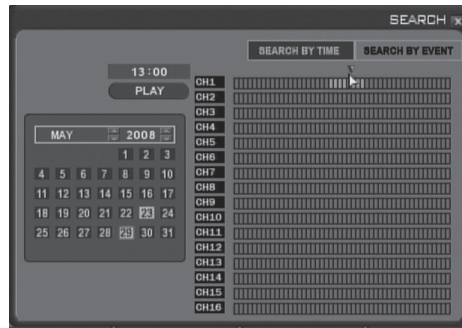 SEARCH X
SEARCH BY TIME SEARCH BY EVENT
13:00
PLAY
MAY 2008
1 2 3
4 5 6 7 8 9 10
11 12 13 14 15 16 17
18 19 20 21 22 23 24
25 26 27 28 29 30 31
CH1
CH2
CH3
CH4
CH5
CH6
CH7
CH8
CH9
CH10
CH11
CH12
CH13
CH14
CH15
CH16